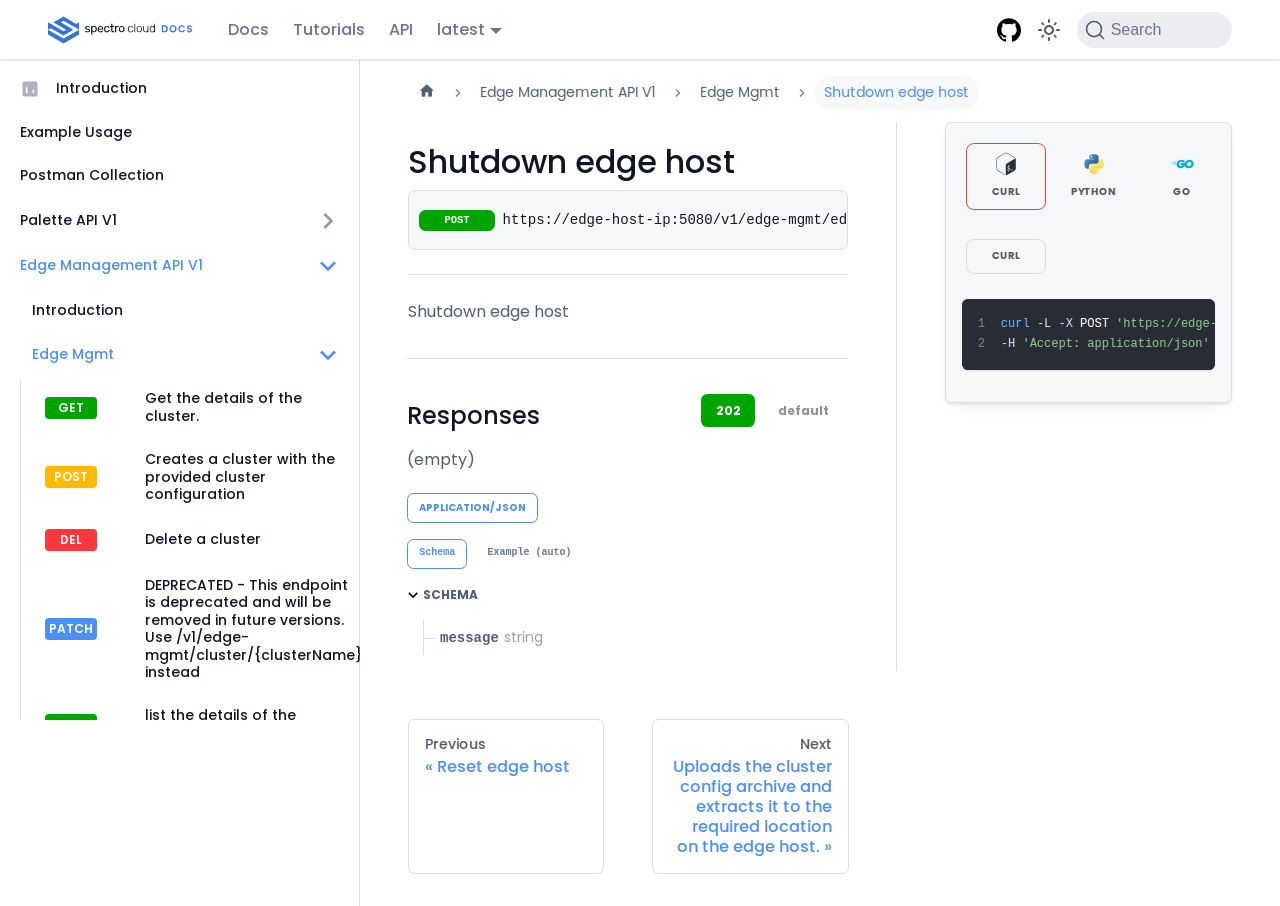 spectro cloud DOCS
Docs
Tutorials
API
latest
Search
Introduction
Example Usage
Postman Collection
Palette API V1
Edge Management API V1
Introduction
Edge Mgmt
GET
Get the details of the
cluster.
POST
Creates a cluster with the
provided cluster
configuration
DEL
Delete a cluster
PATCH
DEPRECATED - This endpoint
is deprecated and will be
removed in future versions.
Use /v1/edge-
mgmt/cluster/{clusterName}
instead
list the details of the
Edge Management API V1
Edge Mgmt
Shutdown edge host
Shutdown edge host
POST
https://edge-host-ip:5080/v1/edge-mgmt/ed
Shutdown edge host
Responses
202
default
(empty)
APPLICATION/JSON
Schema
Example (auto)
SCHEMA
message string
Previous
« Reset edge host
Next
Uploads the cluster
config archive and
extracts it to the
required location
on the edge host. »
CURL
PYTHON
GO
GO
CURL
1 curl -L -X POST 'https://edge-
2 -H 'Accept: application/json'